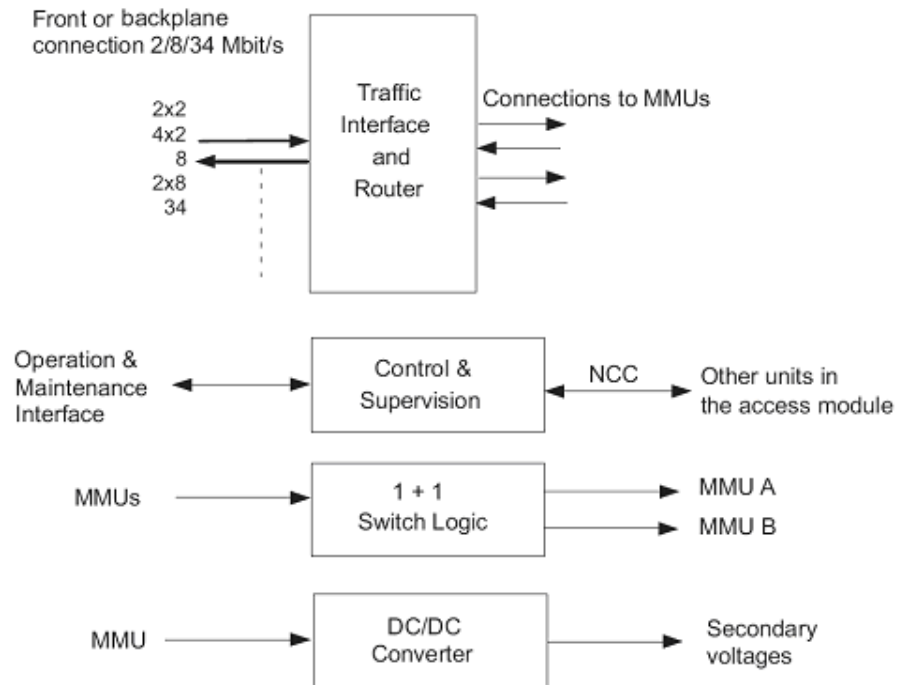 Front or backplane
connection 2/8/34 Mbit/s
2x2
4x2
8
2x8
34
Traffic
Interface
and
Router
Connections to MMUs
Operation &
Maintenance
Interface
Control &
Supervision
NCC
Other units in
the access module
MMUs
1 + 1
Switch Logic
MMU A
MMU B
MMU
DC/DC
Converter
Secondary
voltages